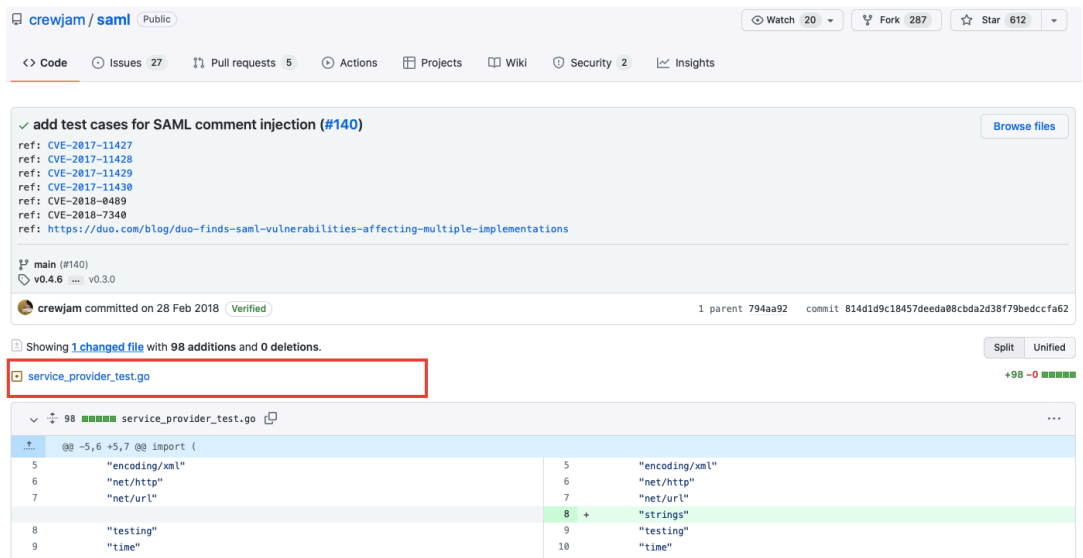 crewjam / saml Public
Watch 20 Fork 287 Star 612
Code Issues 27 Pull requests 5 Actions Projects Wiki Security 2 Insights
add test cases for SAML comment injection (#140)
Browse files
ref: CVE-2017-11427
ref: CVE-2017-11428
ref: CVE-2017-11429
ref: CVE-2017-11430
ref: CVE-2018-0489
ref: CVE-2018-7340
ref: https://duo.com/blog/duo-finds-saml-vulnerabilities-affecting-multiple-implementations
main (#140)
v0.4.6 ... v0.3.0
crewjam committed on 28 Feb 2018 Verified 1 parent 794aa92 commit 814d1d9c18457deeda08cbda2d38f79bedccfa62
Showing 1 changed file with 98 additions and 0 deletions. Split Unified
service_provider_test.go +98 −0
98 service_provider_test.go ...
@@ -5,6 +5,7 @@ import (
5 "encoding/xml" 5 "encoding/xml"
6 "net/http" 6 "net/http"
7 "net/url" 7 "net/url"
8 + "strings"
8 "testing" 9 "testing"
9 "time" 10 "time"